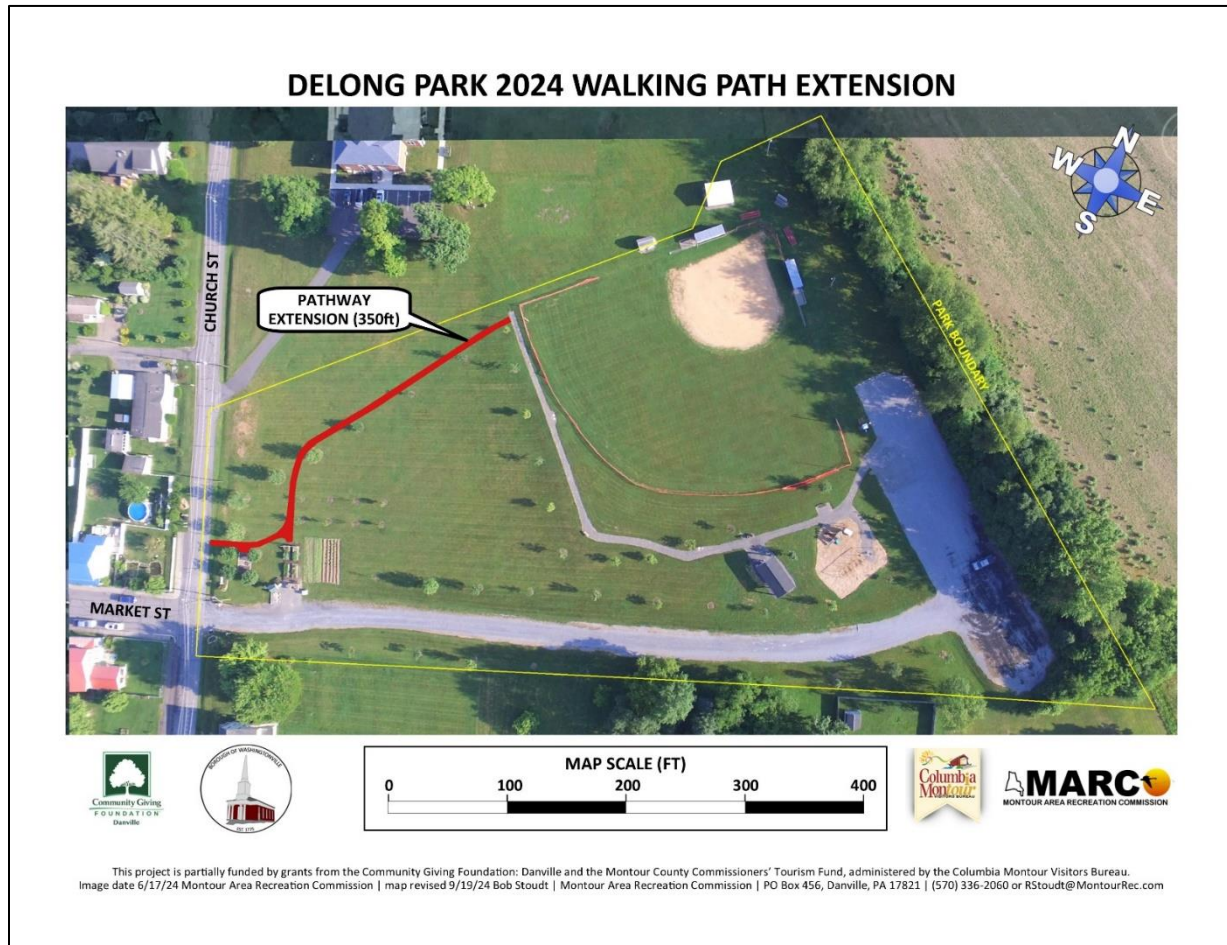 DELONG PARK 2024 WALKING PATH EXTENSION
N
W
E
S
CHURCH ST
PATHWAY
EXTENSION (350ft)
PARK BOUNDARY
MARKET ST
Community Giving
FOUNDATION
Danville
BOROUGH OF WASHINGTONVILLE
EST. 1775
MAP SCALE (FT)
0 100 200 300 400
Columbia
Montour
VISITORS BUREAU
MARCO
MONTOUR AREA RECREATION COMMISSION
This project is partially funded by grants from the Community Giving Foundation: Danville and the Montour County Commissioners' Tourism Fund, administered by the Columbia Montour Visitors Bureau.
Image date 6/17/24 Montour Area Recreation Commission | map revised 9/19/24 Bob Stoudt | Montour Area Recreation Commission | PO Box 456, Danville, PA 17821 | (570) 336-2060 or RStoudt@MontourRec.com